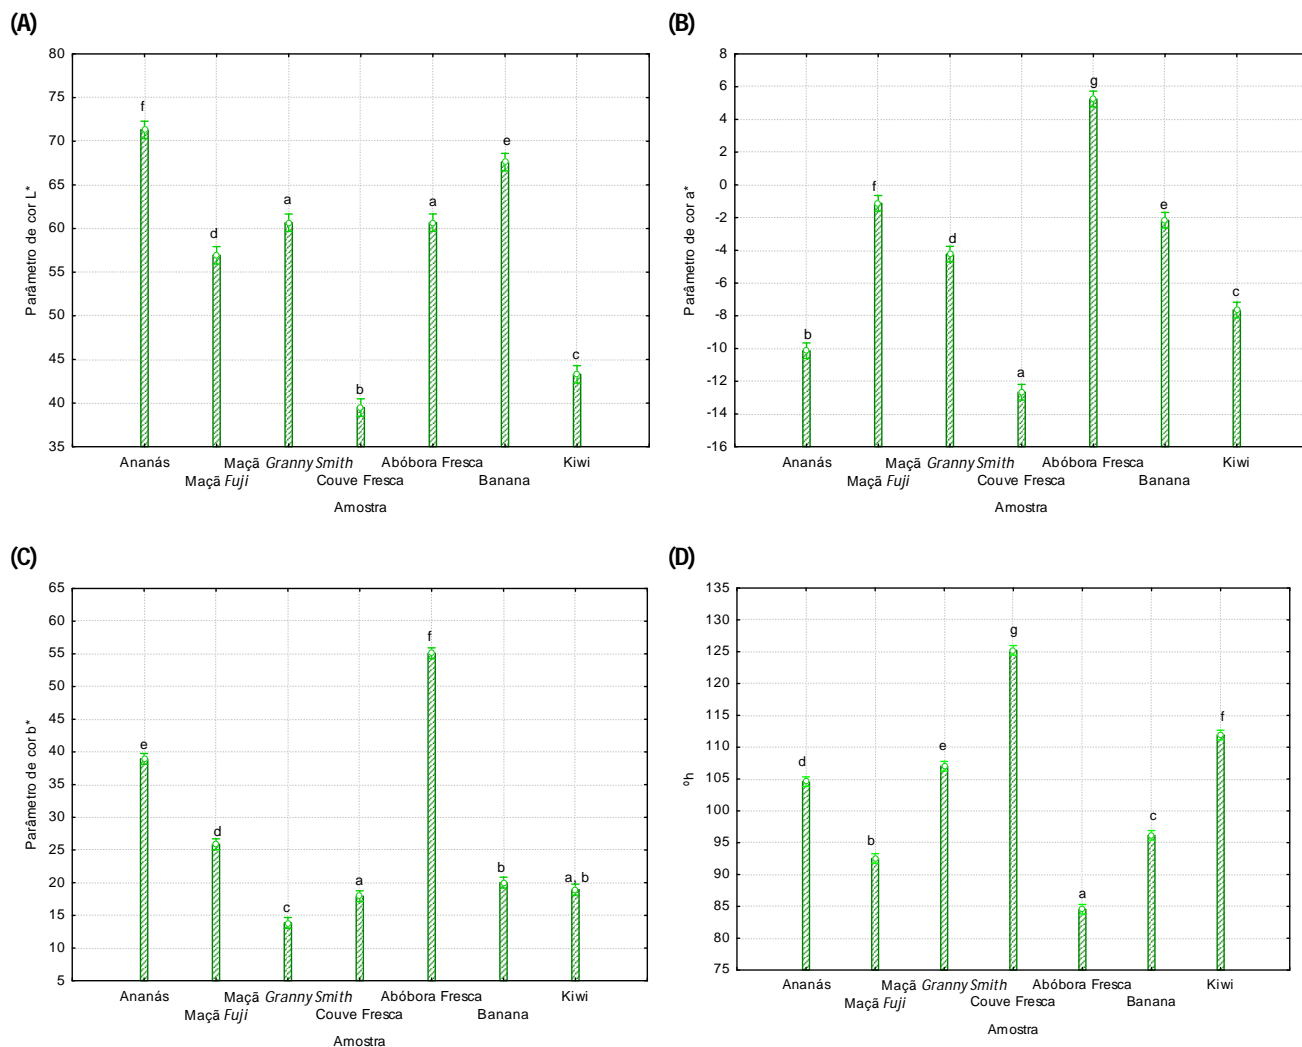 (A)
80
75
70
65
60
55
50
45
40
35
Parâmetro de cor L*
f
d
a
b
a
e
c
Ananás
Maçã Granny Smith
Abóbora Fresca
Kiwi
Maçã Fuji
Couve Fresca
Banana
Amostra
(B)
8
6
4
2
0
-2
-4
-6
-8
-10
-12
-14
-16
Parâmetro de cor a*
b
f
d
a
g
e
c
Ananás
Maçã Granny Smith
Abóbora Fresca
Kiwi
Maçã Fuji
Couve Fresca
Banana
Amostra
(C)
65
60
55
50
45
40
35
30
25
20
15
10
5
Parâmetro de cor b*
e
d
c
a
f
b
a, b
Ananás
Maçã Granny Smith
Abóbora Fresca
Kiwi
Maçã Fuji
Couve Fresca
Banana
Amostra
(D)
135
130
125
120
115
110
105
100
95
90
85
80
75
ºh
d
b
e
g
a
c
f
Ananás
Maçã Granny Smith
Abóbora Fresca
Kiwi
Maçã Fuji
Couve Fresca
Banana
Amostra